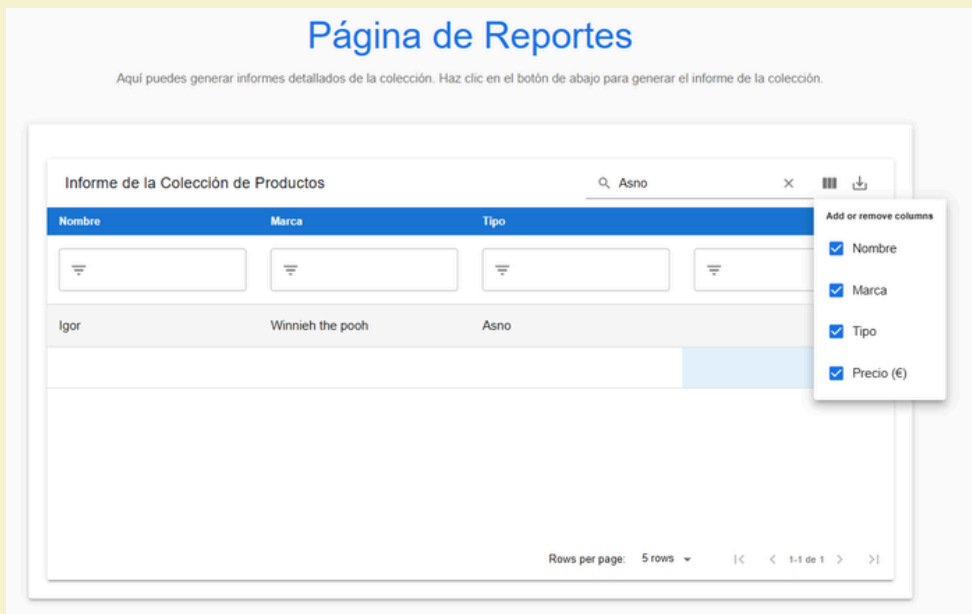 Página de Reportes
Aquí puedes generar informes detallados de la colección. Haz clic en el botón de abajo para generar el informe de la colección.
Informe de la Colección de Productos
Asno
Add or remove columns
Nombre Marca Tipo
Nombre
Marca
Igor Winnieh the pooh Asno
Tipo
Precio (€)
Rows per page: 5 rows 1-1 de 1